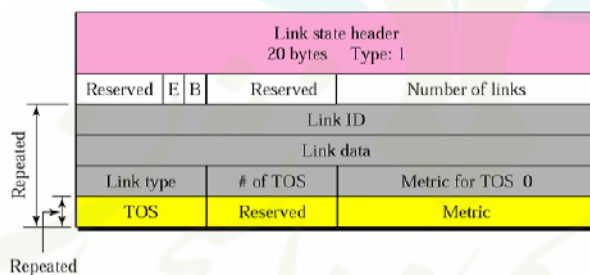 Link state header
20 bytes Type: 1
Reserved E B Reserved Number of links
Link ID
Link data
Link type # of TOS Metric for TOS 0
TOS Reserved Metric
Repeated
Repeated